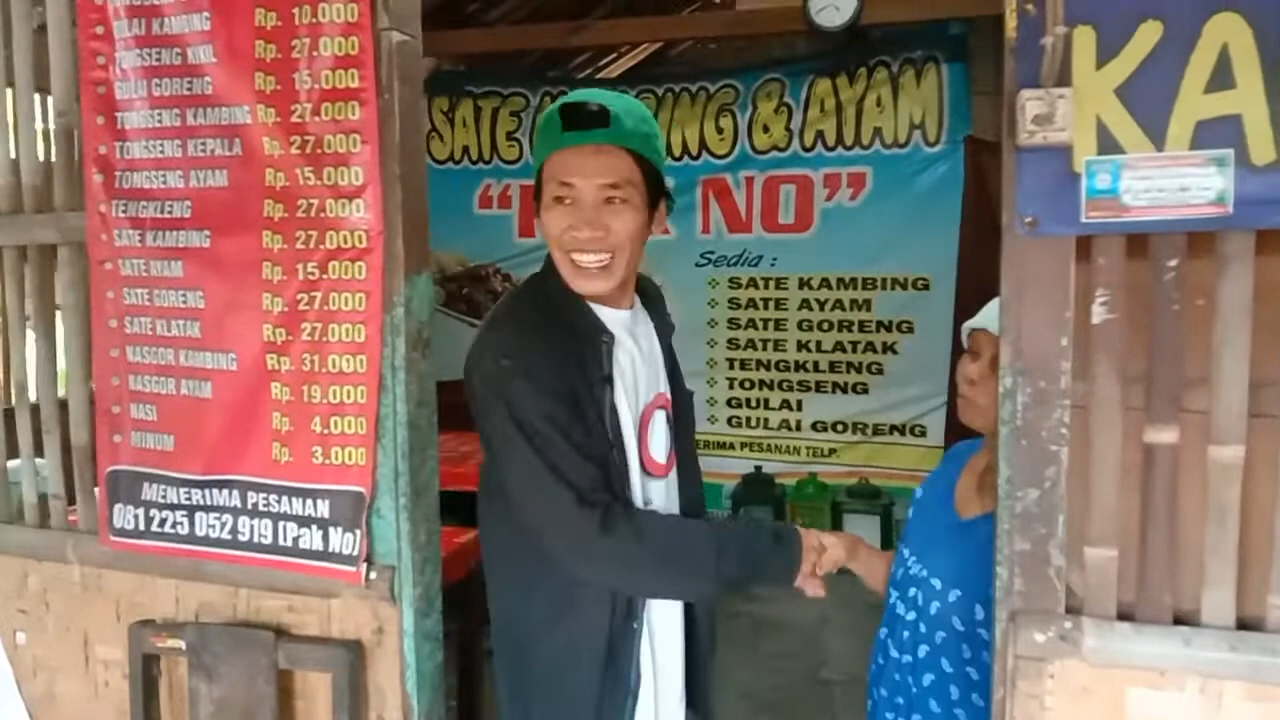 GULAI KAMBING Rp. 10.000
TONGSENG KIKIL Rp. 27.000
GULAI GORENG Rp. 15.000
TONGSENG KAMBING Rp. 27.000
TONGSENG KEPALA Rp. 27.000
TONGSENG AYAM Rp. 15.000
TENGKLENG Rp. 27.000
SATE KAMBING Rp. 27.000
SATE AYAM Rp. 15.000
SATE GORENG Rp. 27.000
SATE KLATAK Rp. 27.000
NASGOR KAMBING Rp. 31.000
NASGOR AYAM Rp. 19.000
NASI Rp. 4.000
MINUM Rp. 3.000
MENERIMA PESANAN
081 225 052 919 (Pak No)
SATE ING & AYAM
“ NO”
Sedia :
SATE KAMBING
SATE AYAM
SATE GORENG
SATE KLATAK
TENGKLENG
TONGSENG
GULAI
GULAI GORENG
ERIMA PESANAN TELP.
KA